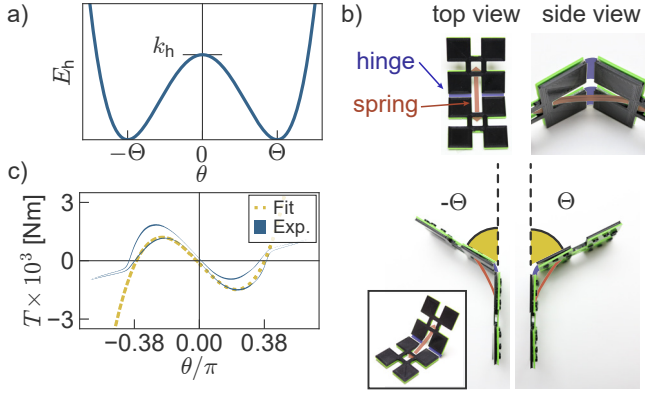 a)
k_h
E_h
−Θ
0
Θ
θ
b)
top view
side view
hinge
spring
-Θ
Θ
c)
3
0
−3
T × 10³ [Nm]
Fit
Exp.
−0.38
0.00
0.38
θ/π